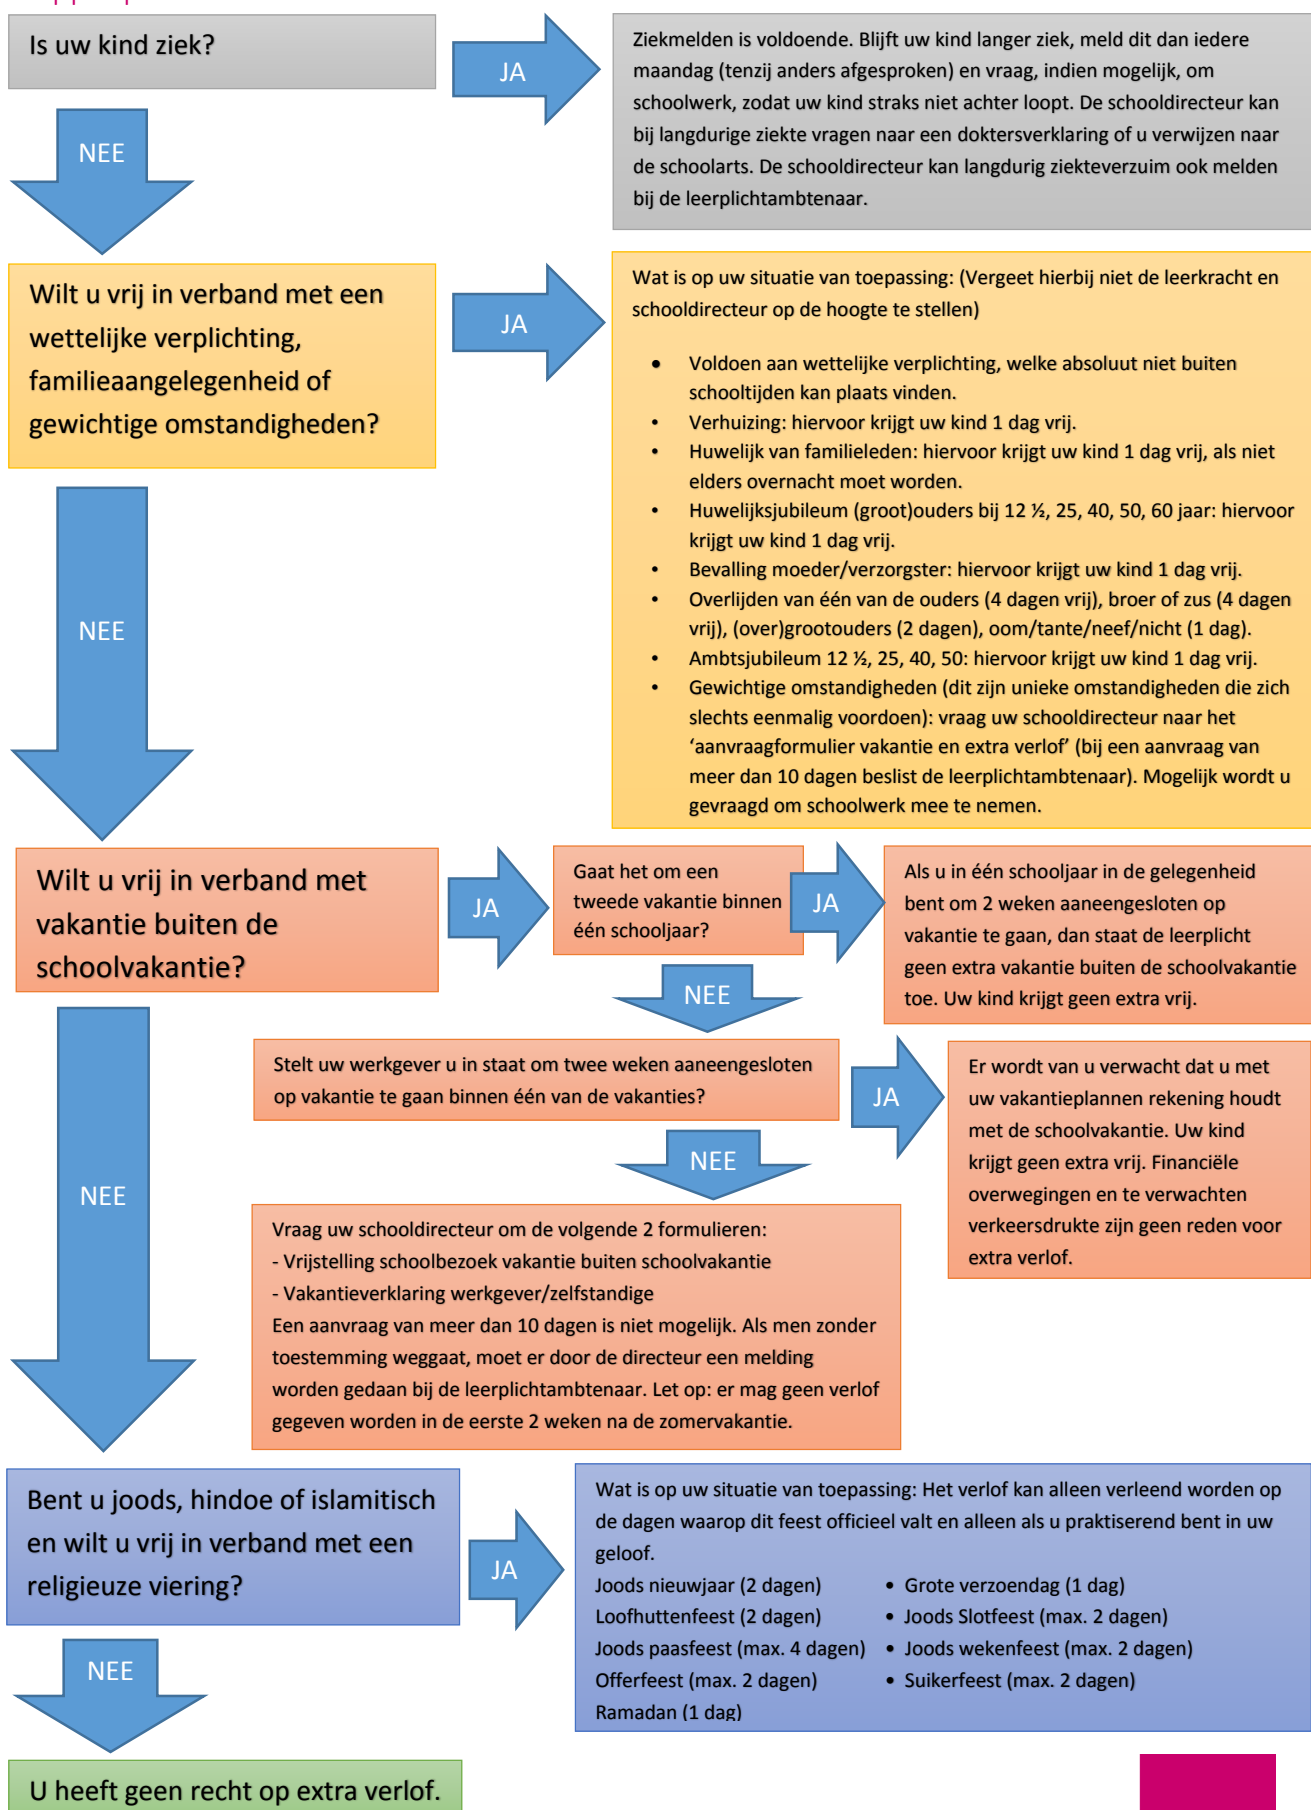 Is uw kind ziek?
JA
Ziekmelden is voldoende. Blijft uw kind langer ziek, meld dit dan iedere
maandag (tenzij anders afgesproken) en vraag, indien mogelijk, om
schoolwerk, zodat uw kind straks niet achter loopt. De schooldirecteur kan
bij langdurige ziekte vragen naar een doktersverklaring of u verwijzen naar
de schoolarts. De schooldirecteur kan langdurig ziekteverzuim ook melden
bij de leerplichtambtenaar.
NEE
Wilt u vrij in verband met een
wettelijke verplichting,
familieaangelegenheid of
gewichtige omstandigheden?
JA
Wat is op uw situatie van toepassing: (Vergeet hierbij niet de leerkracht en
schooldirecteur op de hoogte te stellen)
• Voldoen aan wettelijke verplichting, welke absoluut niet buiten
schooltijden kan plaats vinden.
• Verhuizing: hiervoor krijgt uw kind 1 dag vrij.
• Huwelijk van familieleden: hiervoor krijgt uw kind 1 dag vrij, als niet
elders overnacht moet worden.
• Huwelijksjubileum (groot)ouders bij 12 ½, 25, 40, 50, 60 jaar: hiervoor
krijgt uw kind 1 dag vrij.
• Bevalling moeder/verzorgster: hiervoor krijgt uw kind 1 dag vrij.
• Overlijden van één van de ouders (4 dagen vrij), broer of zus (4 dagen
vrij), (over)grootouders (2 dagen), oom/tante/neef/nicht (1 dag).
• Ambtsjubileum 12 ½, 25, 40, 50: hiervoor krijgt uw kind 1 dag vrij.
• Gewichtige omstandigheden (dit zijn unieke omstandigheden die zich
slechts eenmalig voordoen): vraag uw schooldirecteur naar het
‘aanvraagformulier vakantie en extra verlof’ (bij een aanvraag van
meer dan 10 dagen beslist de leerplichtambtenaar). Mogelijk wordt u
gevraagd om schoolwerk mee te nemen.
NEE
Wilt u vrij in verband met
vakantie buiten de
schoolvakantie?
JA
Gaat het om een
tweede vakantie binnen
één schooljaar?
JA
Als u in één schooljaar in de gelegenheid
bent om 2 weken aaneengesloten op
vakantie te gaan, dan staat de leerplicht
geen extra vakantie buiten de schoolvakantie
toe. Uw kind krijgt geen extra vrij.
NEE
Stelt uw werkgever u in staat om twee weken aaneengesloten
op vakantie te gaan binnen één van de vakanties?
JA
Er wordt van u verwacht dat u met
uw vakantieplannen rekening houdt
met de schoolvakantie. Uw kind
krijgt geen extra vrij. Financiële
overwegingen en te verwachten
verkeersdrukte zijn geen reden voor
extra verlof.
NEE
Vraag uw schooldirecteur om de volgende 2 formulieren:
- Vrijstelling schoolbezoek vakantie buiten schoolvakantie
- Vakantieverklaring werkgever/zelfstandige
Een aanvraag van meer dan 10 dagen is niet mogelijk. Als men zonder
toestemming weggaat, moet er door de directeur een melding
worden gedaan bij de leerplichtambtenaar. Let op: er mag geen verlof
gegeven worden in de eerste 2 weken na de zomervakantie.
NEE
Bent u joods, hindoe of islamitisch
en wilt u vrij in verband met een
religieuze viering?
JA
Wat is op uw situatie van toepassing: Het verlof kan alleen verleend worden op
de dagen waarop dit feest officieel valt en alleen als u praktiserend bent in uw
geloof.
Joods nieuwjaar (2 dagen) • Grote verzoendag (1 dag)
Loofhuttenfeest (2 dagen) • Joods Slotfeest (max. 2 dagen)
Joods paasfeest (max. 4 dagen) • Joods wekenfeest (max. 2 dagen)
Offerfeest (max. 2 dagen) • Suikerfeest (max. 2 dagen)
Ramadan (1 dag)
NEE
U heeft geen recht op extra verlof.